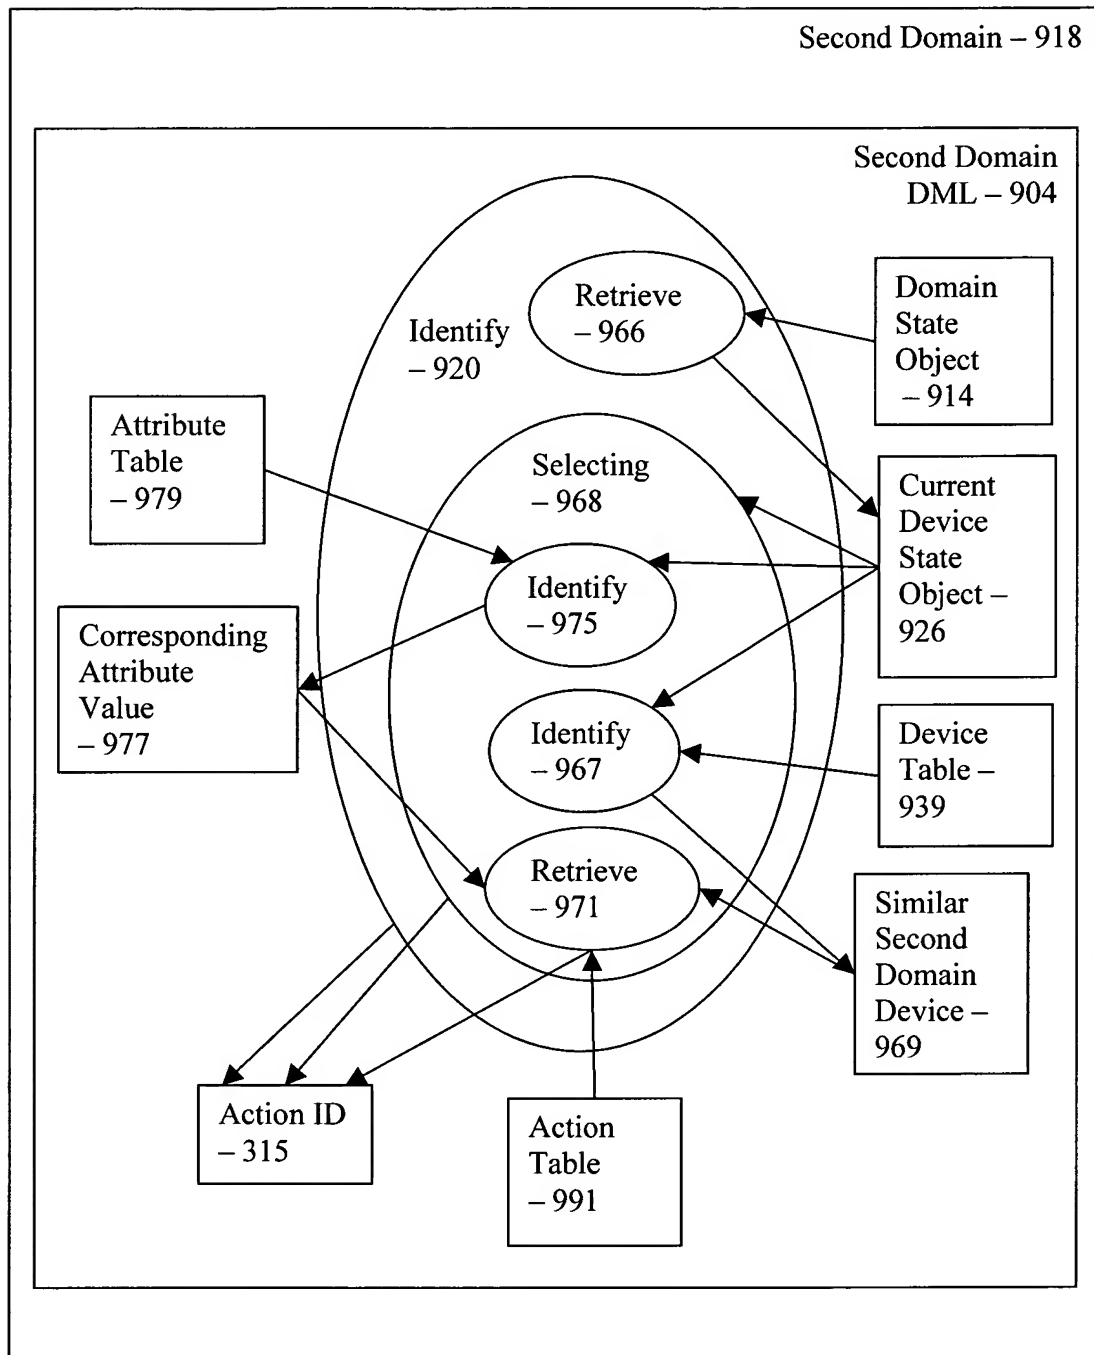 Second Domain – 918
Second Domain
DML – 904
Retrieve
– 966
Domain
State
Object
– 914
Identify
– 920
Attribute
Table
– 979
Selecting
– 968
Current
Device
State
Object –
926
Identify
– 975
Corresponding
Attribute
Value
– 977
Identify
– 967
Device
Table –
939
Retrieve
– 971
Similar
Second
Domain
Device –
969
Action ID
– 315
Action
Table
– 991